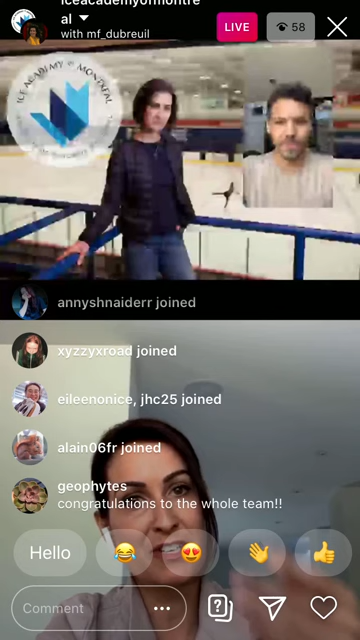 iceacademyofmontre
al
with mf_dubreuil
LIVE
58
ICE ACADEMY OF MONTREAL
annyshnaiderr joined
xyzzyxroad joined
eileenonice, jhc25 joined
alain06fr joined
geophytes
congratulations to the whole team!!
Hello
Comment